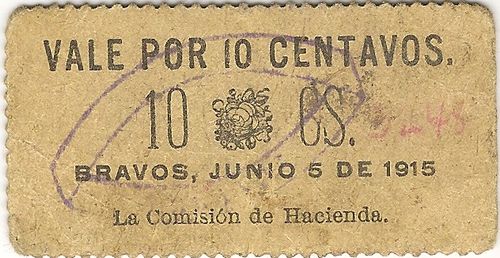 VALE POR 10 CENTAVOS.
10 CS.
BRAVOS, JUNIO 5 DE 1915
La Comisión de Hacienda.